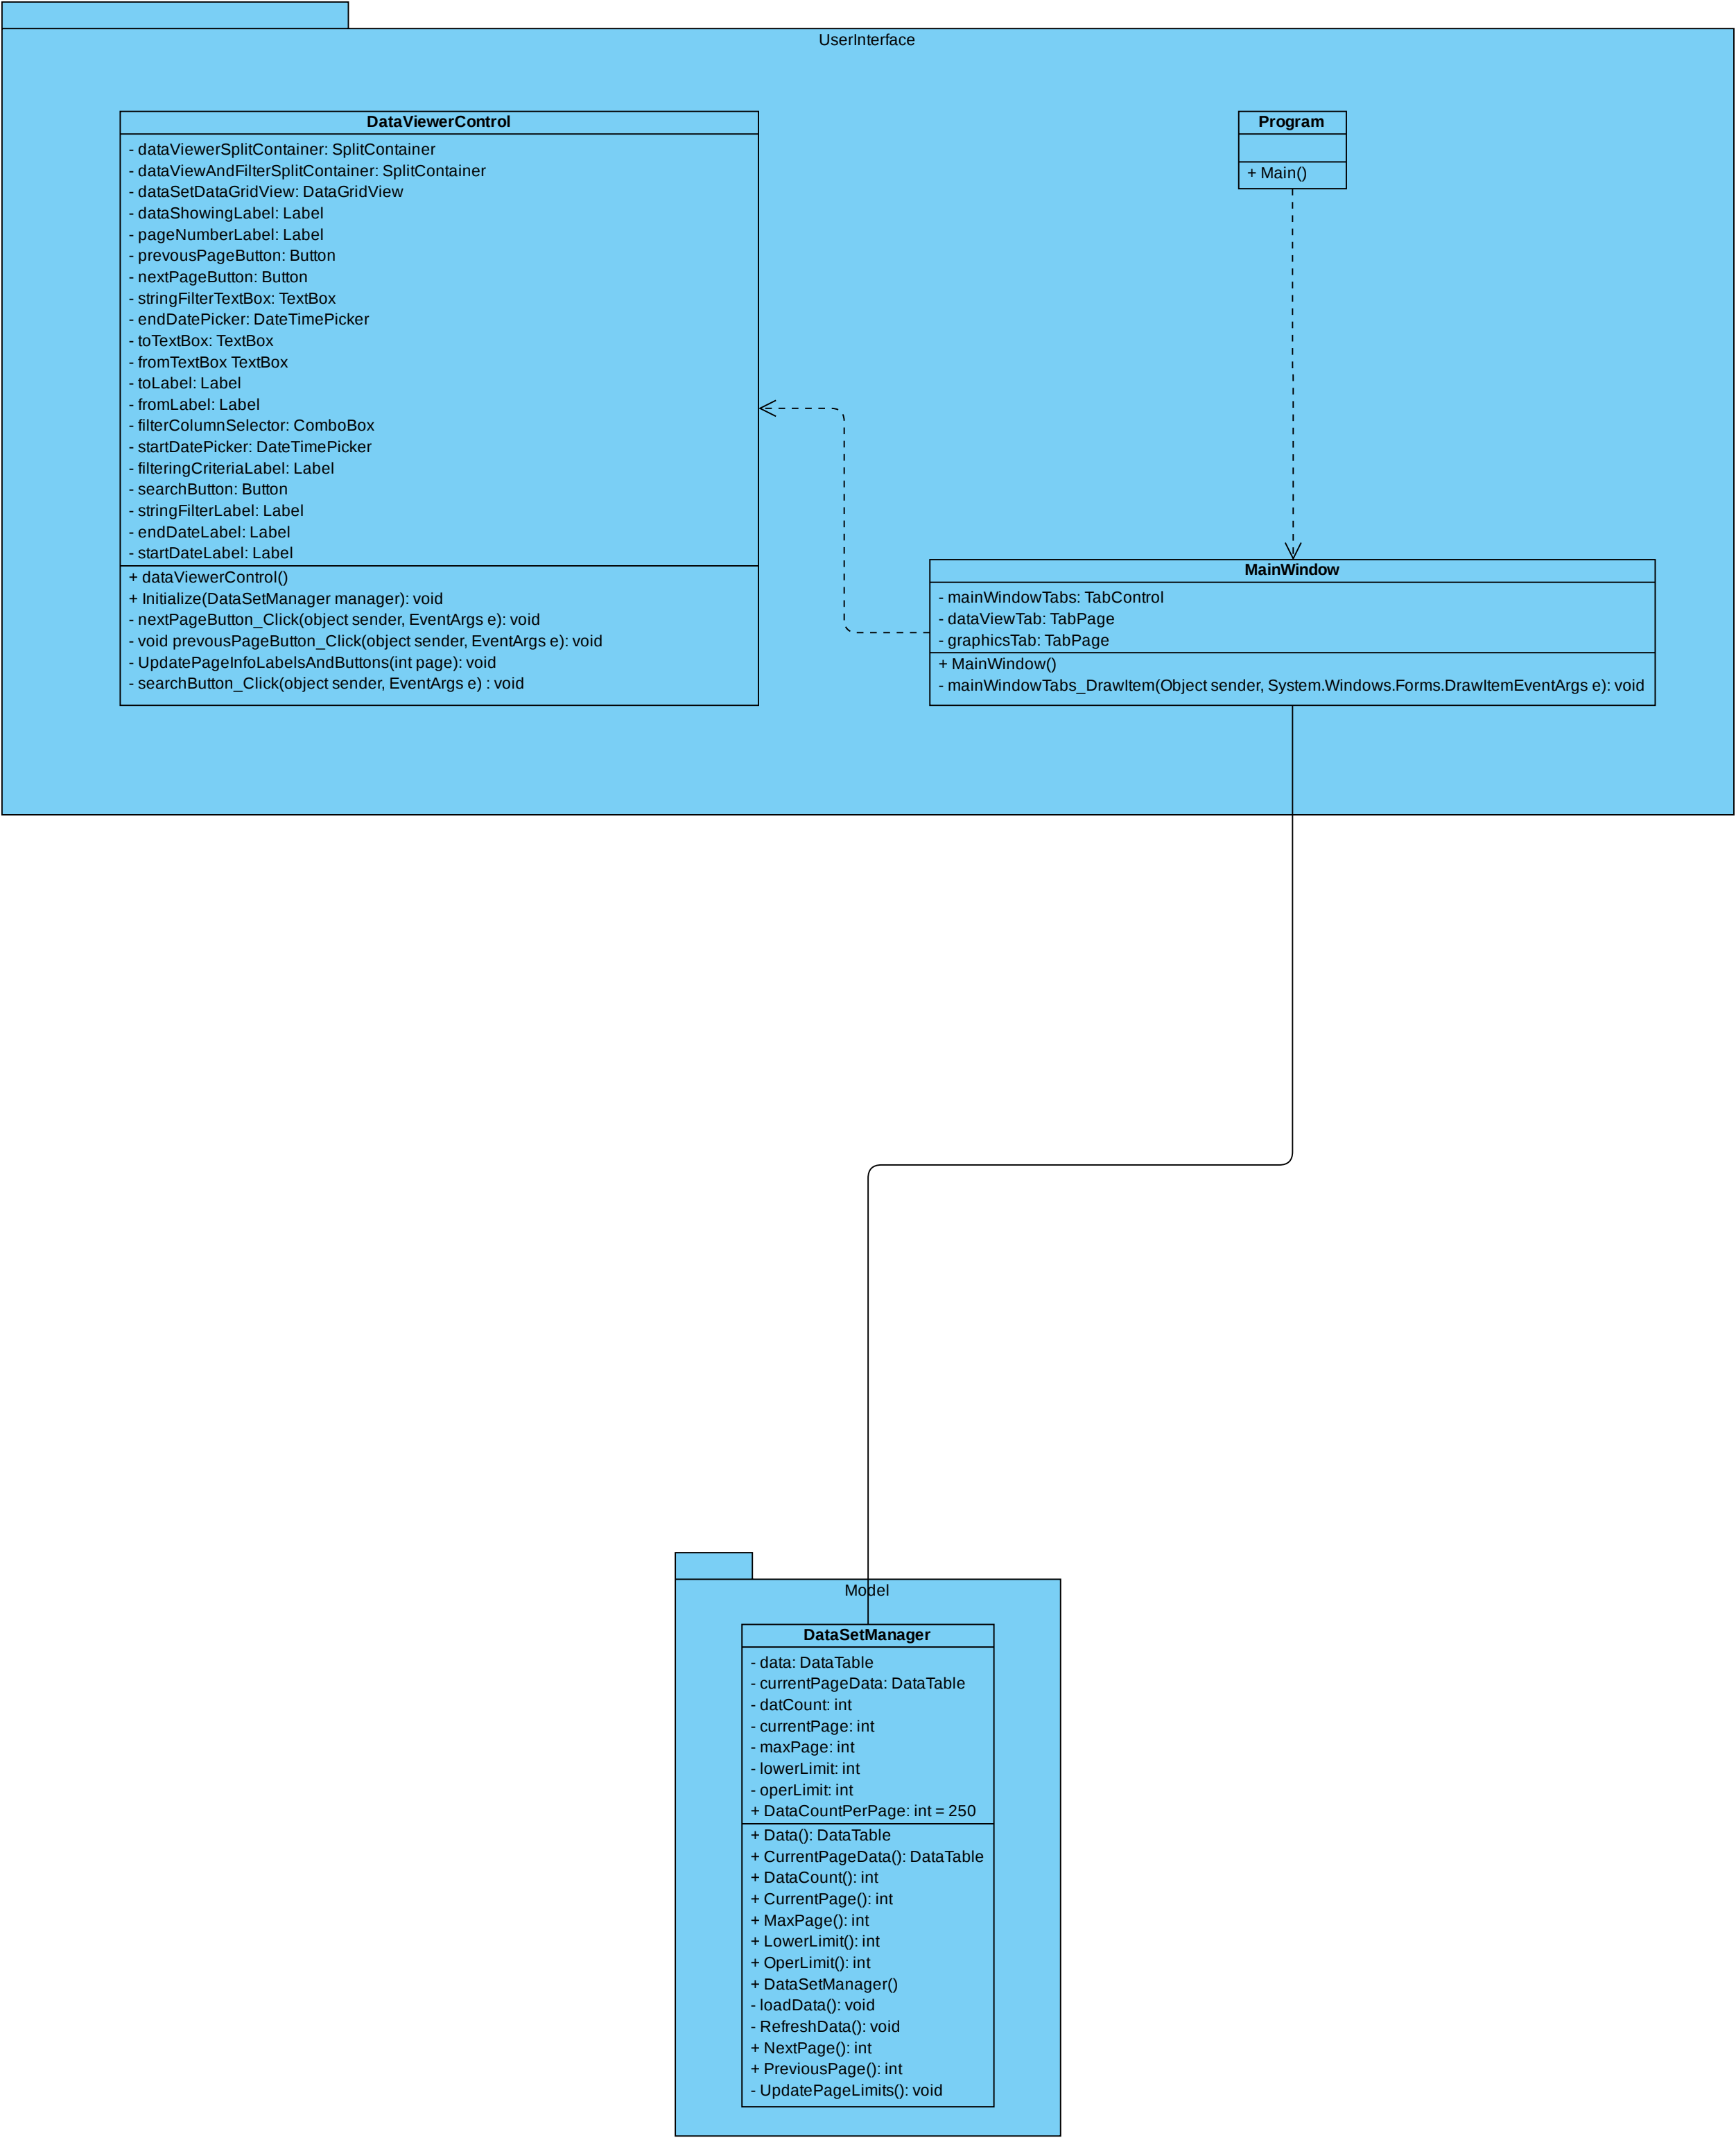 UserInterface
DataViewerControl
- dataViewerSplitContainer: SplitContainer
- dataViewAndFilterSplitContainer: SplitContainer
- dataSetDataGridView: DataGridView
- dataShowingLabel: Label
- pageNumberLabel: Label
- prevousPageButton: Button
- nextPageButton: Button
- stringFilterTextBox: TextBox
- endDatePicker: DateTimePicker
- toTextBox: TextBox
- fromTextBox TextBox
- toLabel: Label
- fromLabel: Label
- filterColumnSelector: ComboBox
- startDatePicker: DateTimePicker
- filteringCriteriaLabel: Label
- searchButton: Button
- stringFilterLabel: Label
- endDateLabel: Label
- startDateLabel: Label
+ dataViewerControl()
+ Initialize(DataSetManager manager): void
- nextPageButton_Click(object sender, EventArgs e): void
- void prevousPageButton_Click(object sender, EventArgs e): void
- UpdatePageInfoLabelsAndButtons(int page): void
- searchButton_Click(object sender, EventArgs e) : void
Program
+ Main()
MainWindow
- mainWindowTabs: TabControl
- dataViewTab: TabPage
- graphicsTab: TabPage
+ MainWindow()
- mainWindowTabs_DrawItem(Object sender, System.Windows.Forms.DrawItemEventArgs e): void
Model
DataSetManager
- data: DataTable
- currentPageData: DataTable
- datCount: int
- currentPage: int
- maxPage: int
- lowerLimit: int
- operLimit: int
+ DataCountPerPage: int = 250
+ Data(): DataTable
+ CurrentPageData(): DataTable
+ DataCount(): int
+ CurrentPage(): int
+ MaxPage(): int
+ LowerLimit(): int
+ OperLimit(): int
+ DataSetManager()
- loadData(): void
- RefreshData(): void
+ NextPage(): int
+ PreviousPage(): int
- UpdatePageLimits(): void